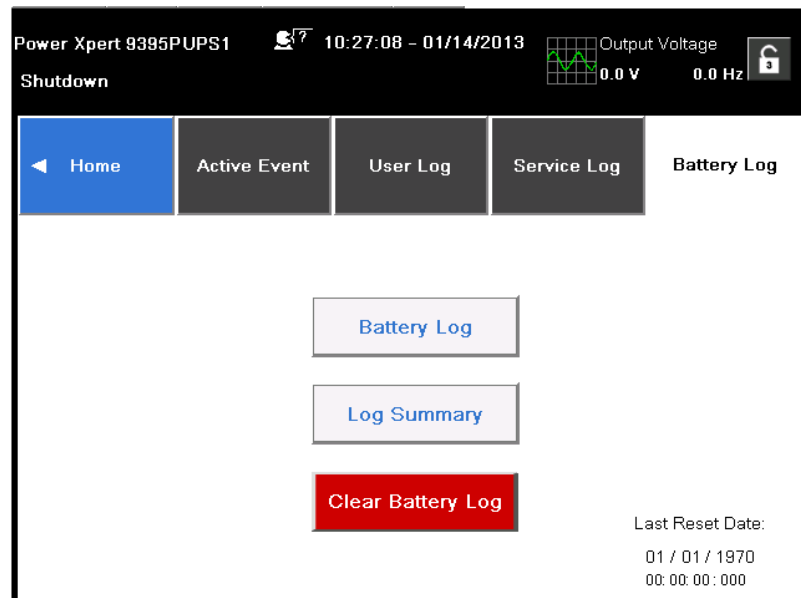 Power Xpert 9395PUPS1
?
10:27:08 - 01/14/2013
Output Voltage
0.0 V 0.0 Hz
3
Shutdown
Home
Active Event
User Log
Service Log
Battery Log
Battery Log
Log Summary
Clear Battery Log
Last Reset Date:
01 / 01 / 1970
00: 00: 00 : 000